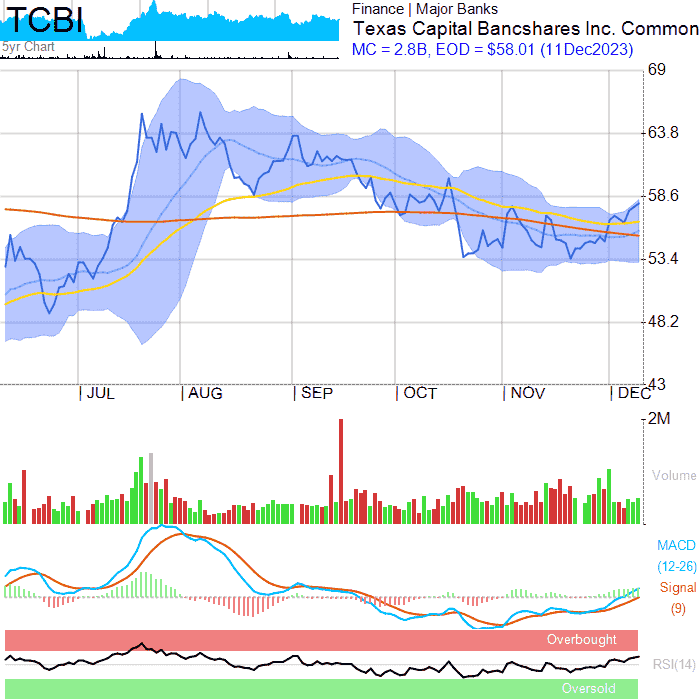 TCBI
5yr Chart
Finance | Major Banks
Texas Capital Bancshares Inc. Common
MC = 2.8B, EOD = $58.01 (11Dec2023)
69
63.8
58.6
53.4
48.2
43
| JUL | AUG | SEP | OCT | NOV | DEC
2M
Volume
MACD
(12-26)
Signal
(9)
Overbought
RSI(14)
Oversold